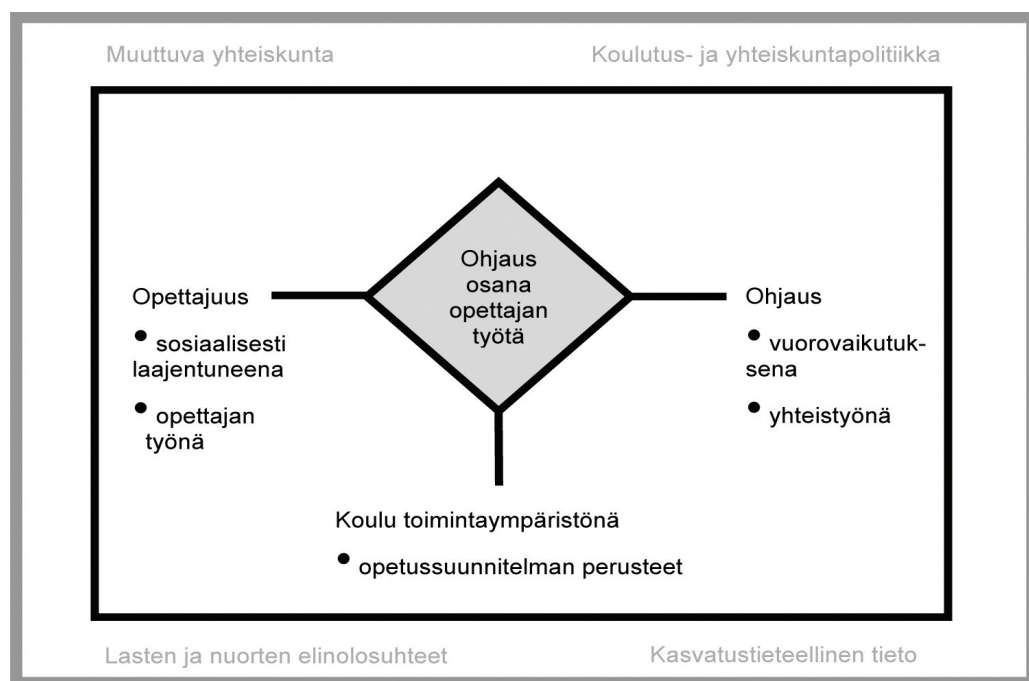 Muuttuva yhteiskunta
Koulutus- ja yhteiskuntapolitiikka
Ohjaus
osana
opettajan
työtä
Opettajuus
• sosiaalisesti
laajentuneena
• opettajan
työnä
Ohjaus
• vuorovaikutuk-
sena
• yhteistyönä
Koulu toimintaympäristönä
• opetussuunnitelman perusteet
Lasten ja nuorten elinolosuhteet
Kasvatustieteellinen tieto